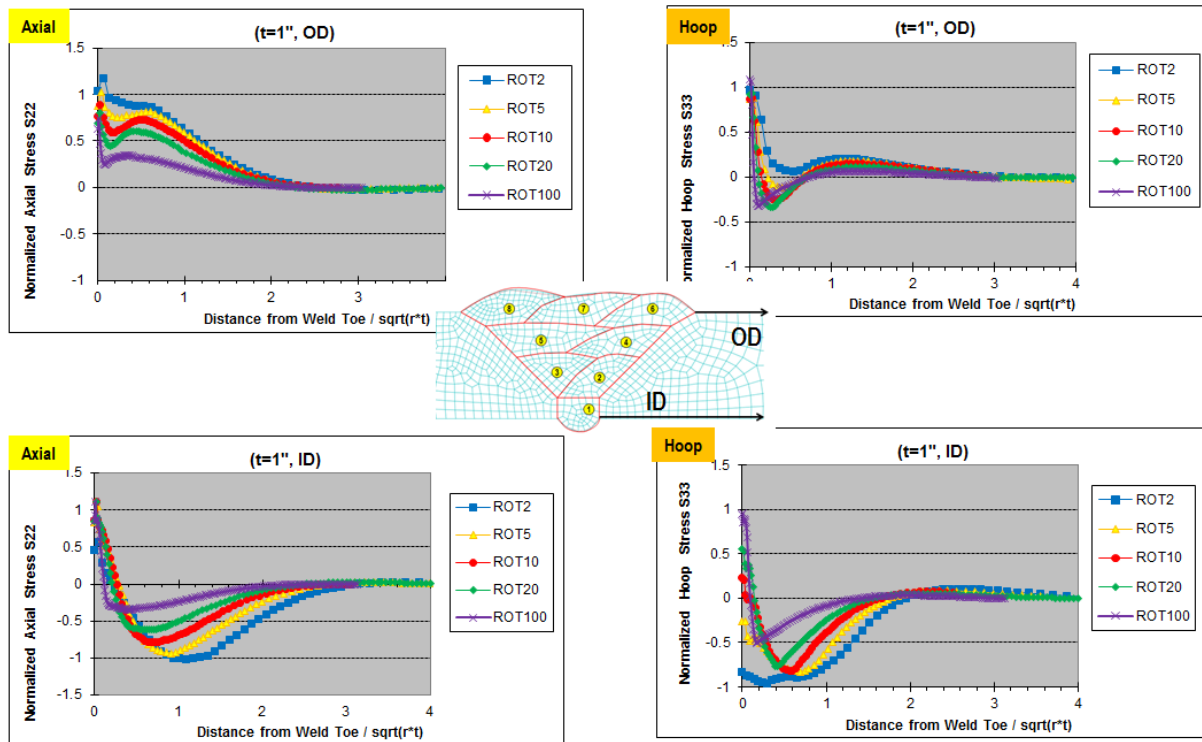 Axial
(t=1", OD)
Normalized Axial Stress S22
1.5
1
0.5
0
-0.5
-1
0
1
2
3
Distance from Weld Toe / sqrt(r*t)
ROT2
ROT5
ROT10
ROT20
ROT100
Hoop
(t=1", OD)
Normalized Hoop Stress S33
1.5
1
0.5
0
-0.5
-1
0
1
2
3
4
Distance from Weld Toe / sqrt(r*t)
ROT2
ROT5
ROT10
ROT20
ROT100
8
7
6
5
4
3
2
1
OD
ID
Axial
(t=1", ID)
Normalized Axial Stress S22
1.5
1
0.5
0
-0.5
-1
-1.5
0
1
2
3
4
Distance from Weld Toe / sqrt(r*t)
ROT2
ROT5
ROT10
ROT20
ROT100
Hoop
(t=1", ID)
Normalized Hoop Stress S33
1.5
1
0.5
0
-0.5
-1
0
1
2
3
4
Distance from Weld Toe / sqrt(r*t)
ROT2
ROT5
ROT10
ROT20
ROT100